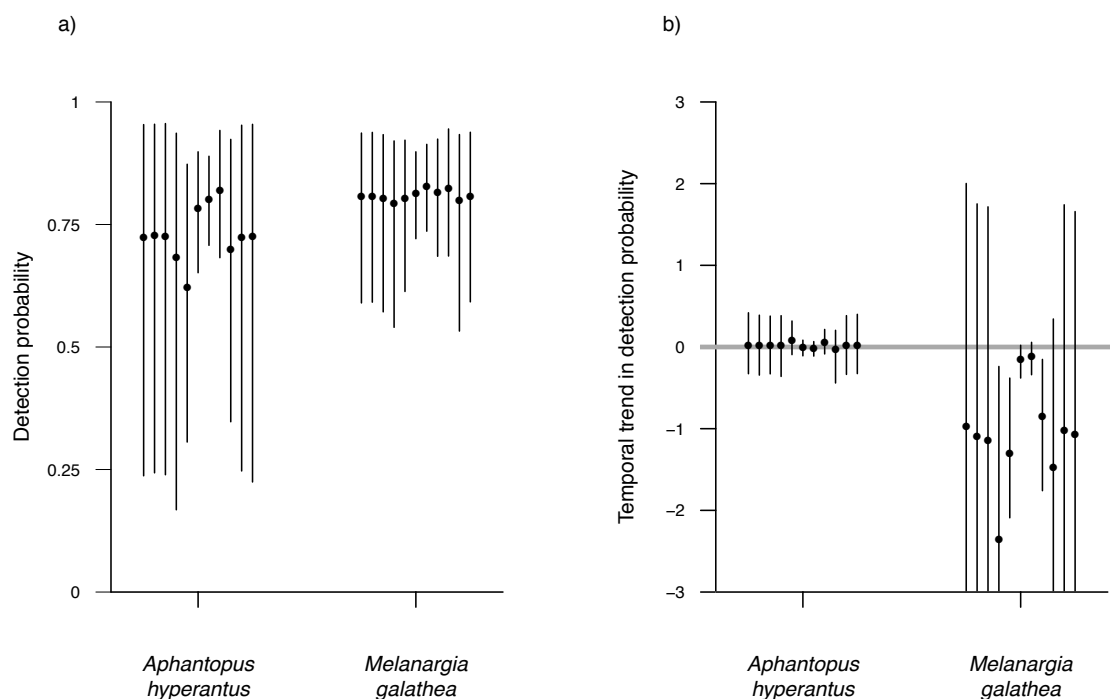 a)
Detection probability
1
0.75
0.5
0.25
0
Aphantopus
hyperantus
Melanargia
galathea
b)
Temporal trend in detection probability
3
2
1
0
−1
−2
−3
Aphantopus
hyperantus
Melanargia
galathea